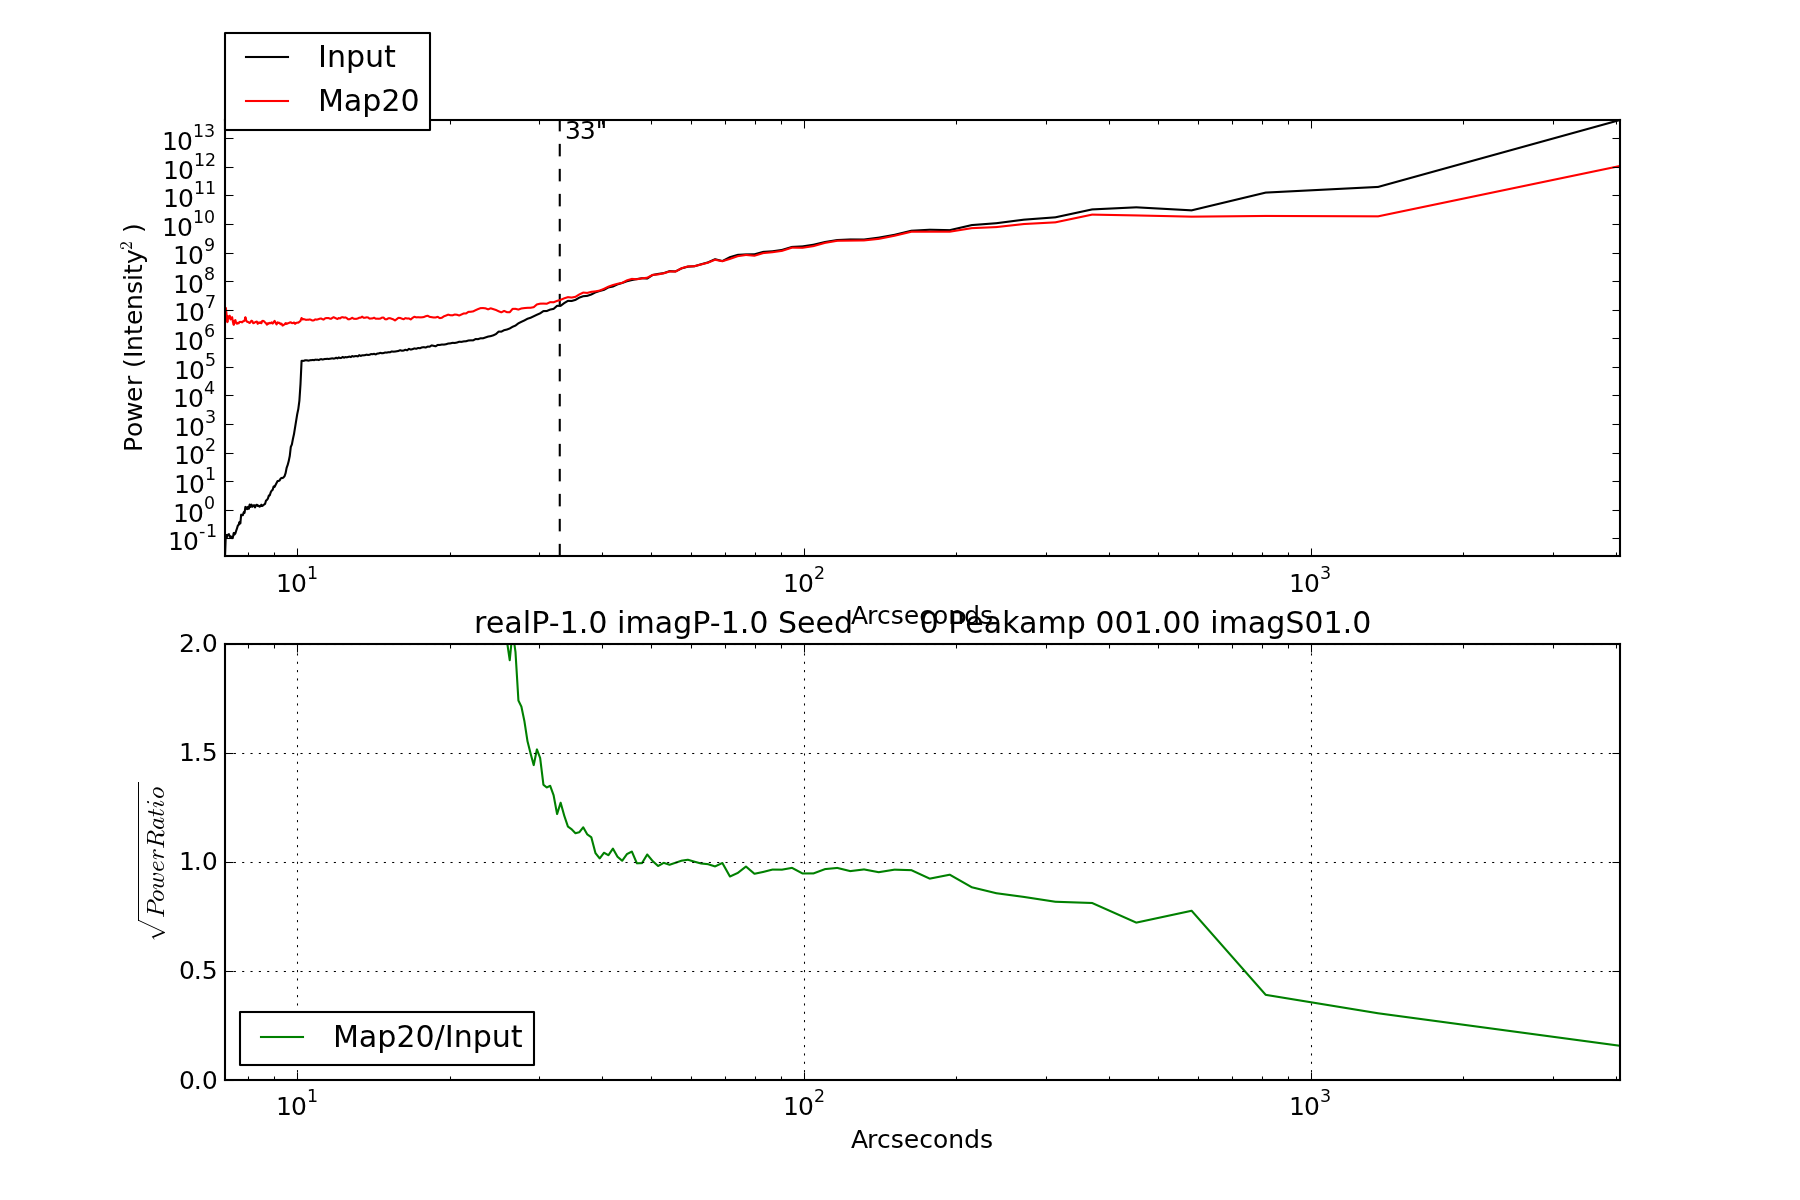 Input
Map20
33"
10^13
10^12
10^11
10^10
10^9
10^8
10^7
10^6
10^5
10^4
10^3
10^2
10^1
10^0
10^-1
Power (Intensity^2 )
10^1 10^2 10^3
Arcseconds
realP-1.0 imagP-1.0 Seed 0 Peakamp 001.00 imagS01.0
2.0
1.5
1.0
0.5
0.0
√PowerRatio
Map20/Input
10^1 10^2 10^3
Arcseconds